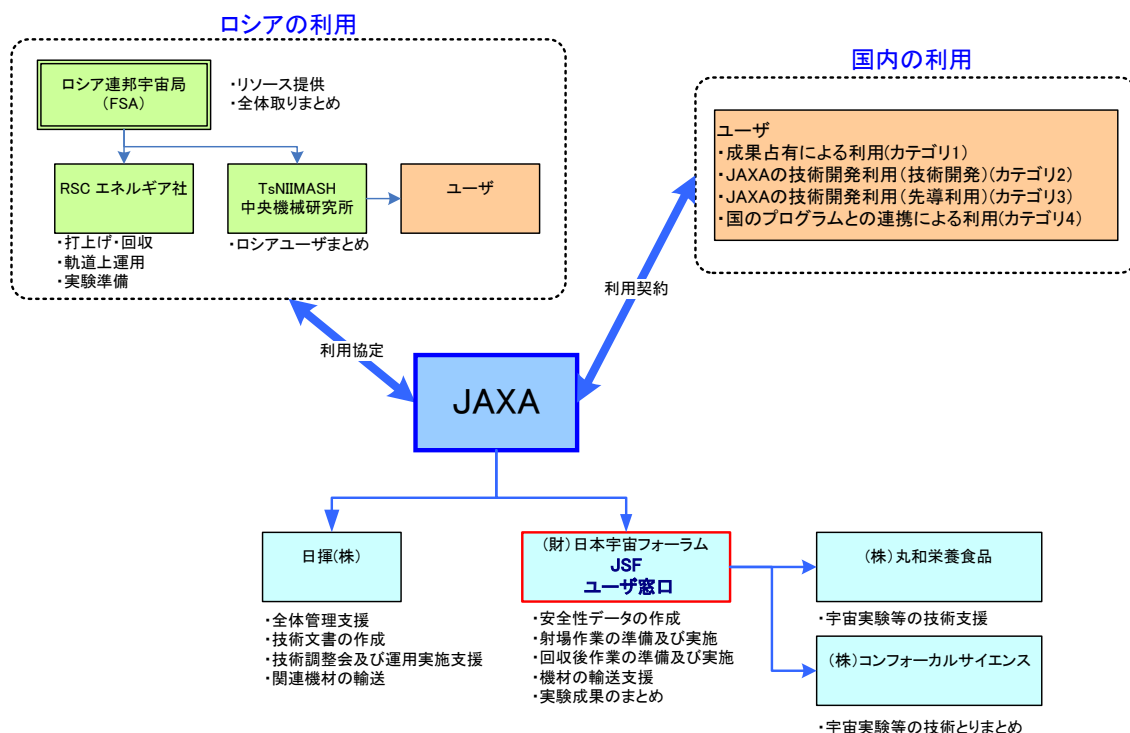 ロシアの利用
ロシア連邦宇宙局
(FSA)
・リソース提供
・全体取りまとめ
RSC エネルギア社
・打上げ・回収
・軌道上運用
・実験準備
TsNIIMASH
中央機械研究所
・ロシアユーザまとめ
ユーザ
国内の利用
ユーザ
・成果占有による利用(カテゴリ1)
・JAXAの技術開発利用(技術開発)(カテゴリ2)
・JAXAの技術開発利用(先導利用)(カテゴリ3)
・国のプログラムとの連携による利用(カテゴリ4)
利用協定
利用契約
JAXA
日揮(株)
・全体管理支援
・技術文書の作成
・技術調整会及び運用実施支援
・関連機材の輸送
(財)日本宇宙フォーラム
JSF
ユーザ窓口
・安全性データの作成
・射場作業の準備及び実施
・回収後作業の準備及び実施
・機材の輸送支援
・実験成果のまとめ
(株)丸和栄養食品
・宇宙実験等の技術支援
(株)コンフォーカルサイエンス
・宇宙実験等の技術とりまとめ